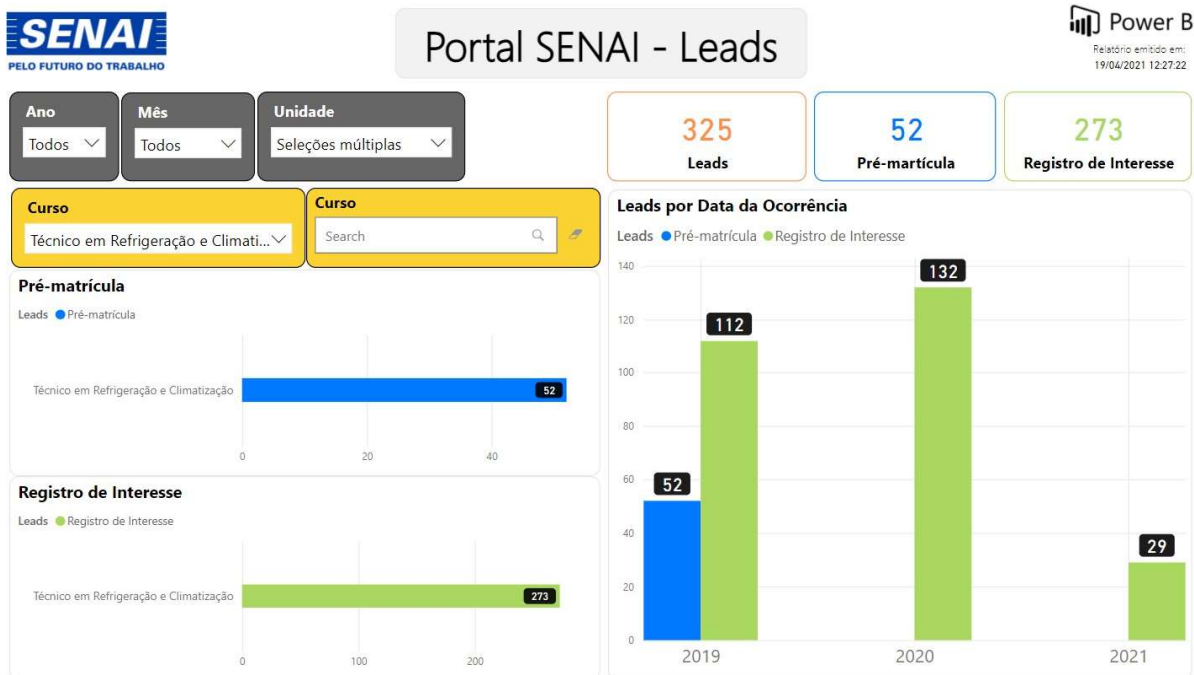 SENAI
PELO FUTURO DO TRABALHO
Portal SENAI - Leads
Power B
Relatório emitido em:
19/04/2021 12:27:22
Ano
Todos
Mês
Todos
Unidade
Seleções múltiplas
325
Leads
52
Pré-martícula
273
Registro de Interesse
Curso
Técnico em Refrigeração e Climati...
Curso
Search
Pré-matrícula
Leads Pré-matrícula
Técnico em Refrigeração e Climatização
52
0 20 40
Registro de Interesse
Leads Registro de Interesse
Técnico em Refrigeração e Climatização
273
0 100 200
Leads por Data da Ocorrência
Leads Pré-matrícula Registro de Interesse
140
120
100
80
60
40
20
0
52
112
132
29
2019 2020 2021